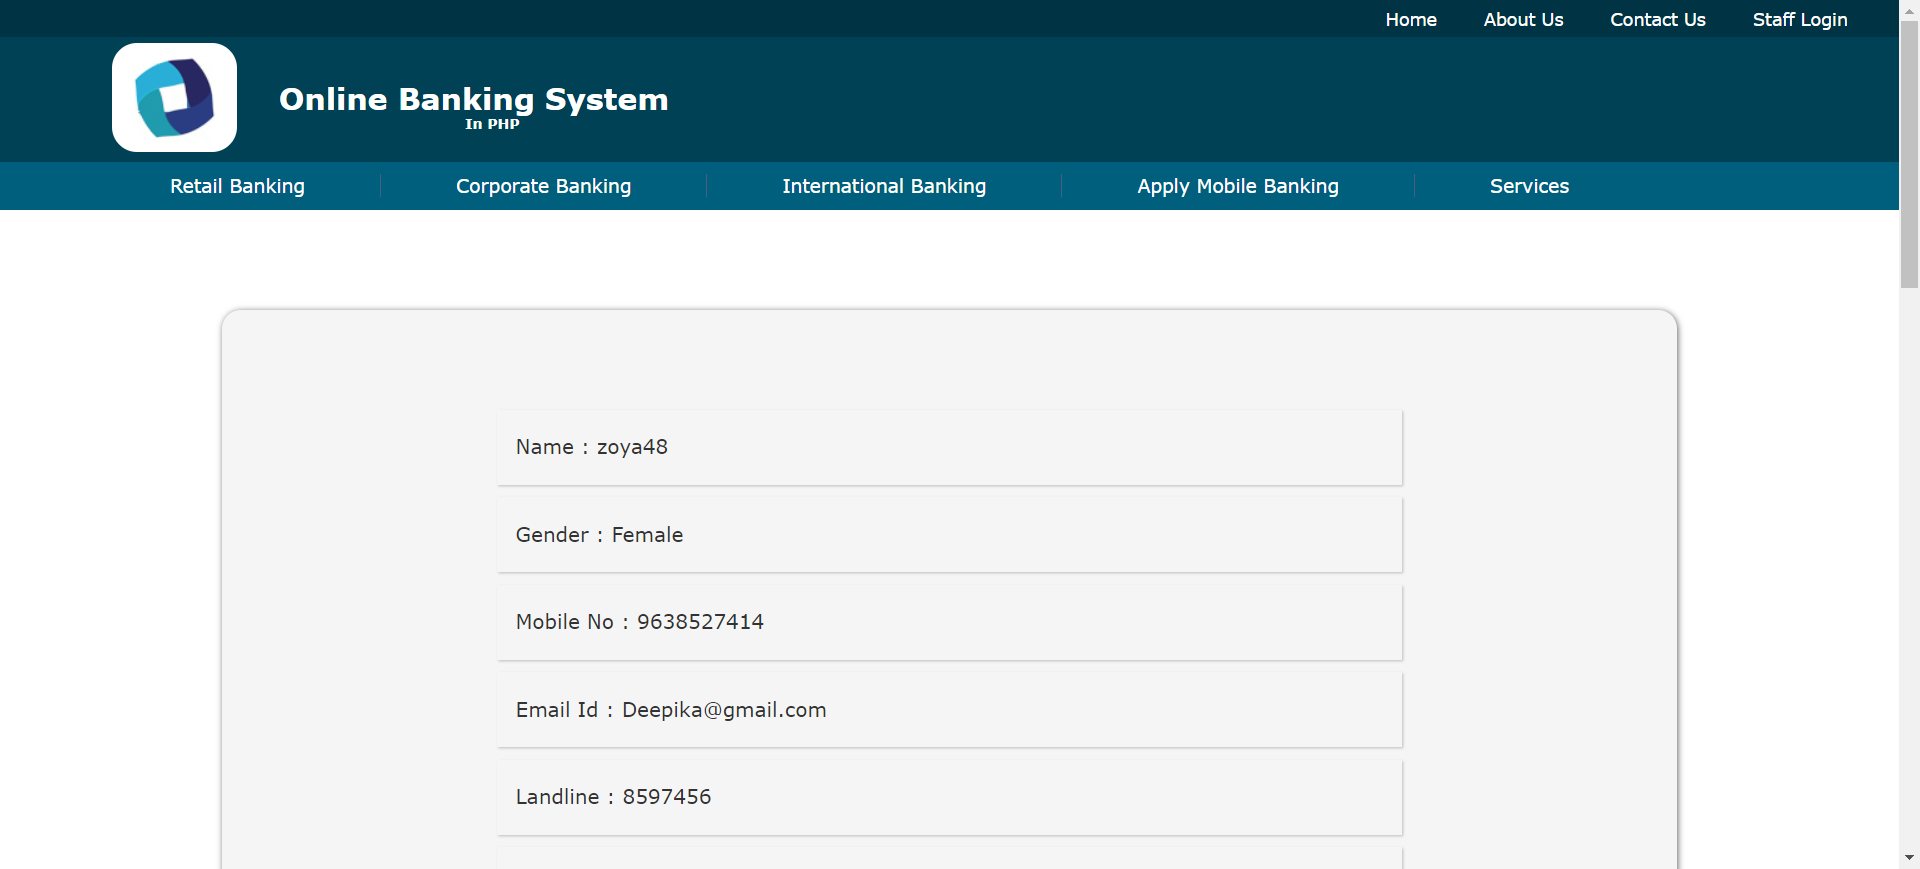 Home About Us Contact Us Staff Login
Online Banking System
In PHP
Retail Banking Corporate Banking International Banking Apply Mobile Banking Services
Name : zoya48
Gender : Female
Mobile No : 9638527414
Email Id : Deepika@gmail.com
Landline : 8597456